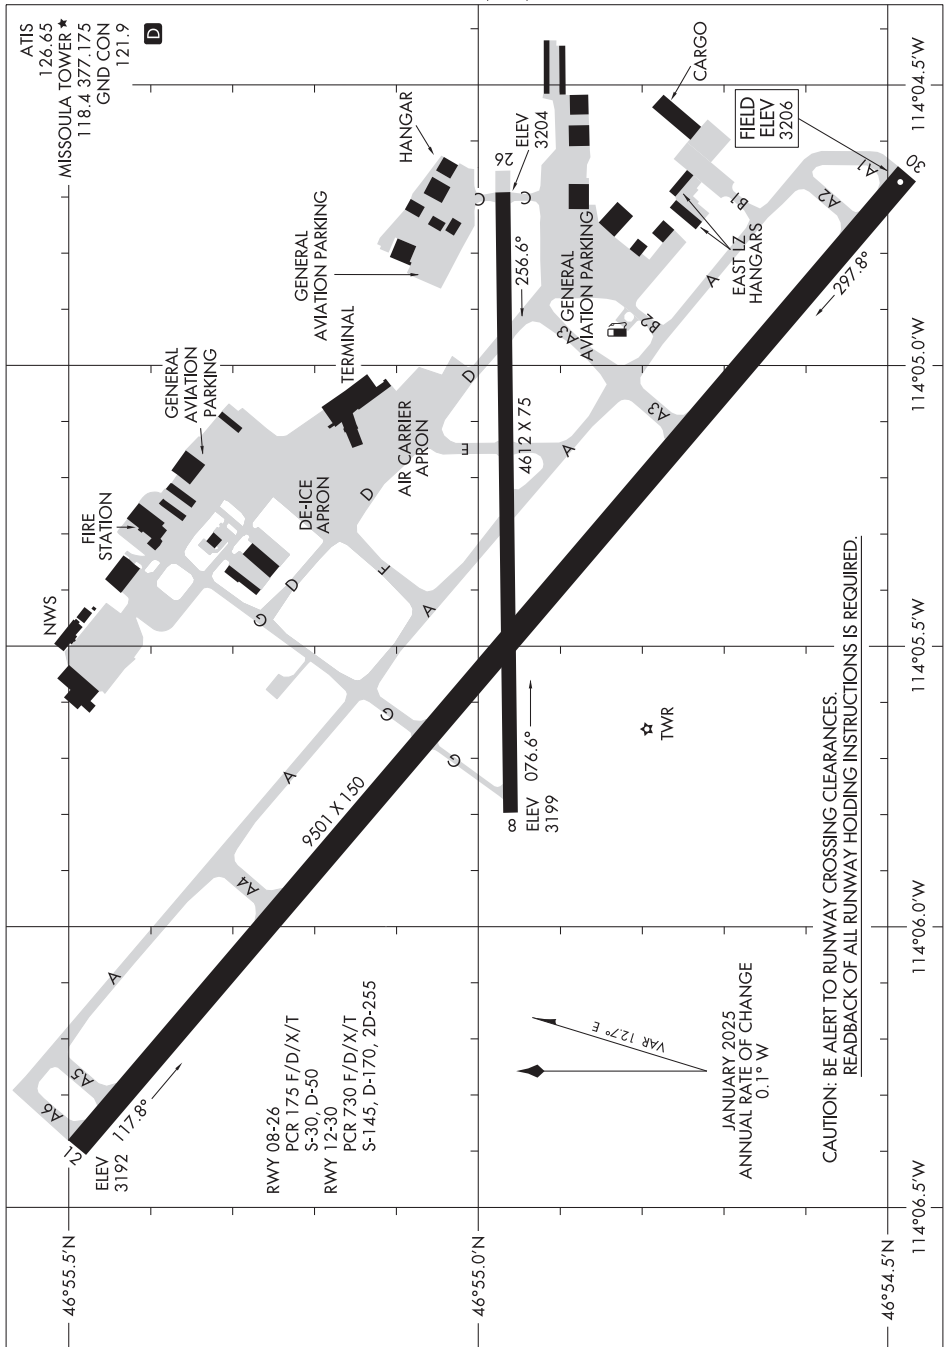 ATIS
126.65
MISSOULA TOWER★
118.4 377.175
GND CON
121.9
D
HANGAR
GENERAL
AVIATION PARKING
TERMINAL
GENERAL
AVIATION
PARKING
FIRE
STATION
NWS
DE-ICE
APRON
AIR CARRIER
APRON
CARGO
FIELD
ELEV
3206
ELEV
3204
26
C
C
256.6°
GENERAL
AVIATION PARKING
EAST LZ
HANGARS
A1
30
A2
B1
A
B2
A3
297.8°
A3
A
D
E
4612 X 75
D
D
F
A
G
G
G
A
9501 X 150
A4
A
A5
A6
12
117.8°
ELEV
3192
8
076.6°
ELEV
3199
TWR
RWY 08-26
PCR 175 F/D/X/T
S-30, D-50
RWY 12-30
PCR 730 F/D/X/T
S-145, D-170, 2D-255
VAR 12.7° E
JANUARY 2025
ANNUAL RATE OF CHANGE
0.1° W
CAUTION: BE ALERT TO RUNWAY CROSSING CLEARANCES.
READBACK OF ALL RUNWAY HOLDING INSTRUCTIONS IS REQUIRED.
46°55.5'N
46°55.0'N
46°54.5'N
114°06.5'W
114°06.0'W
114°05.5'W
114°05.0'W
114°04.5'W